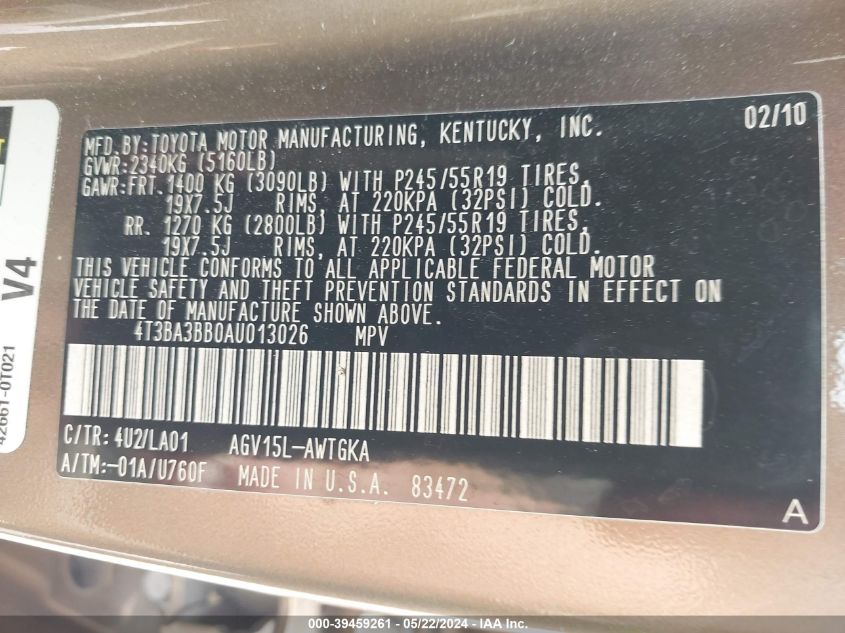 02/10
MFD.BY:TOYOTA MOTOR MANUFACTURING, KENTUCKY, INC.
GVWR:2340KG (5160LB)
GAWR:FRT. 1400 KG (3090LB) WITH P245/55R19 TIRES,
19X7.5J RIMS, AT 220KPA (32PSI) COLD.
RR. 1270 KG (2800LB) WITH P245/55R19 TIRES,
19X7.5J RIMS, AT 220KPA (32PSI) COLD.
THIS VEHICLE CONFORMS TO ALL APPLICABLE FEDERAL MOTOR
VEHICLE SAFETY AND THEFT PREVENTION STANDARDS IN EFFECT ON
THE DATE OF MANUFACTURE SHOWN ABOVE.
4T3BA3BB0AU013026 MPV
C/TR: 4U2/LA01 AGV15L-AWTGKA
A/TM:-01A/U760F MADE IN U.S.A. 83472
A
V4
42661-0T021
000-39459261 - 05/22/2024 - IAA Inc.